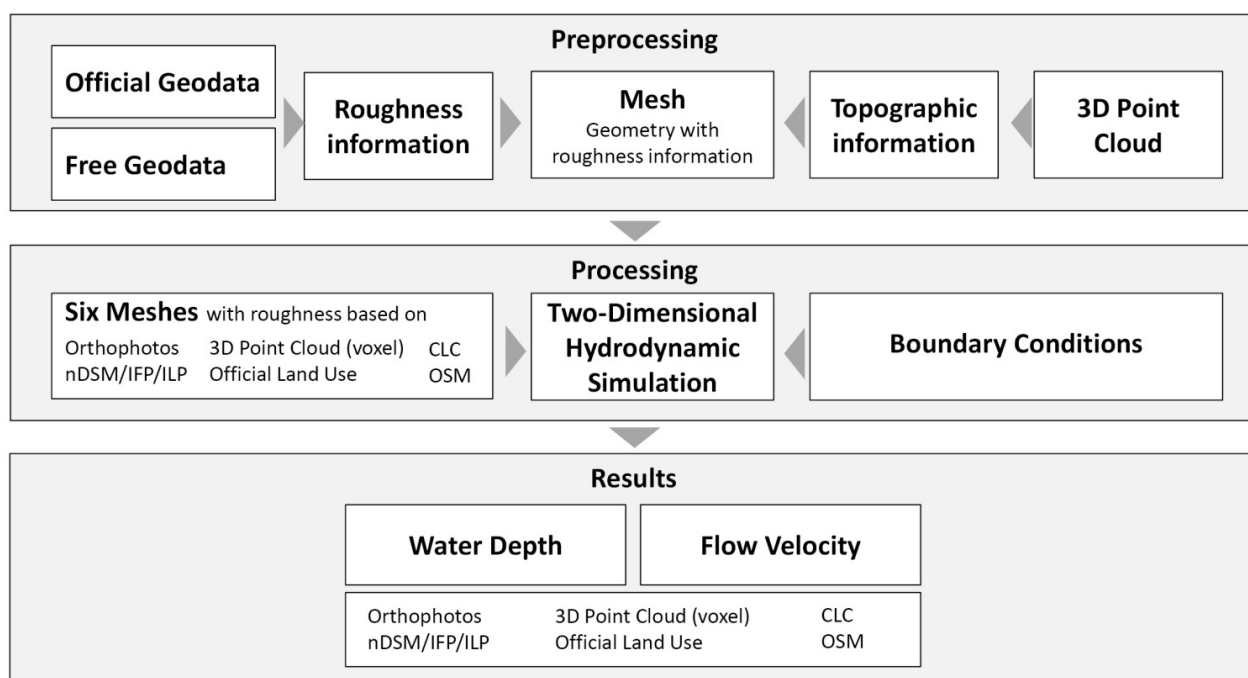 Preprocessing
Official Geodata
Free Geodata
Roughness
information
Mesh
Geometry with
roughness information
Topographic
information
3D Point
Cloud
Processing
Six Meshes with roughness based on
Orthophotos 3D Point Cloud (voxel) CLC
nDSM/IFP/ILP Official Land Use OSM
Two-Dimensional
Hydrodynamic
Simulation
Boundary Conditions
Results
Water Depth
Flow Velocity
Orthophotos 3D Point Cloud (voxel) CLC
nDSM/IFP/ILP Official Land Use OSM